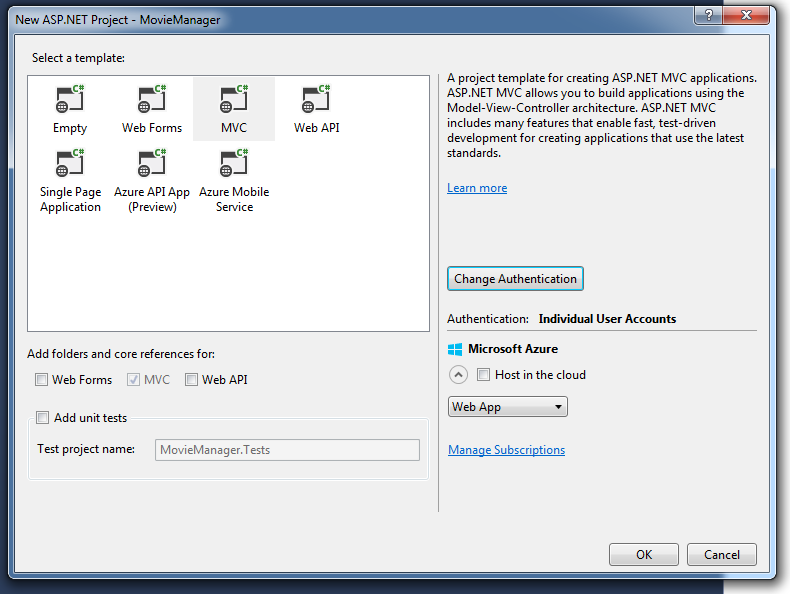 New ASP.NET Project - MovieManager
?
Select a template:
C# C# C# C#
Empty Web Forms MVC Web API
C# C# C#
Single Page Azure API App Azure Mobile
Application (Preview) Service
A project template for creating ASP.NET MVC applications.
ASP.NET MVC allows you to build applications using the
Model-View-Controller architecture. ASP.NET MVC
includes many features that enable fast, test-driven
development for creating applications that use the latest
standards.
Learn more
Change Authentication
Authentication: Individual User Accounts
Microsoft Azure
Host in the cloud
Web App
Manage Subscriptions
Add folders and core references for:
Web Forms MVC Web API
Add unit tests
Test project name: MovieManager.Tests
OK Cancel